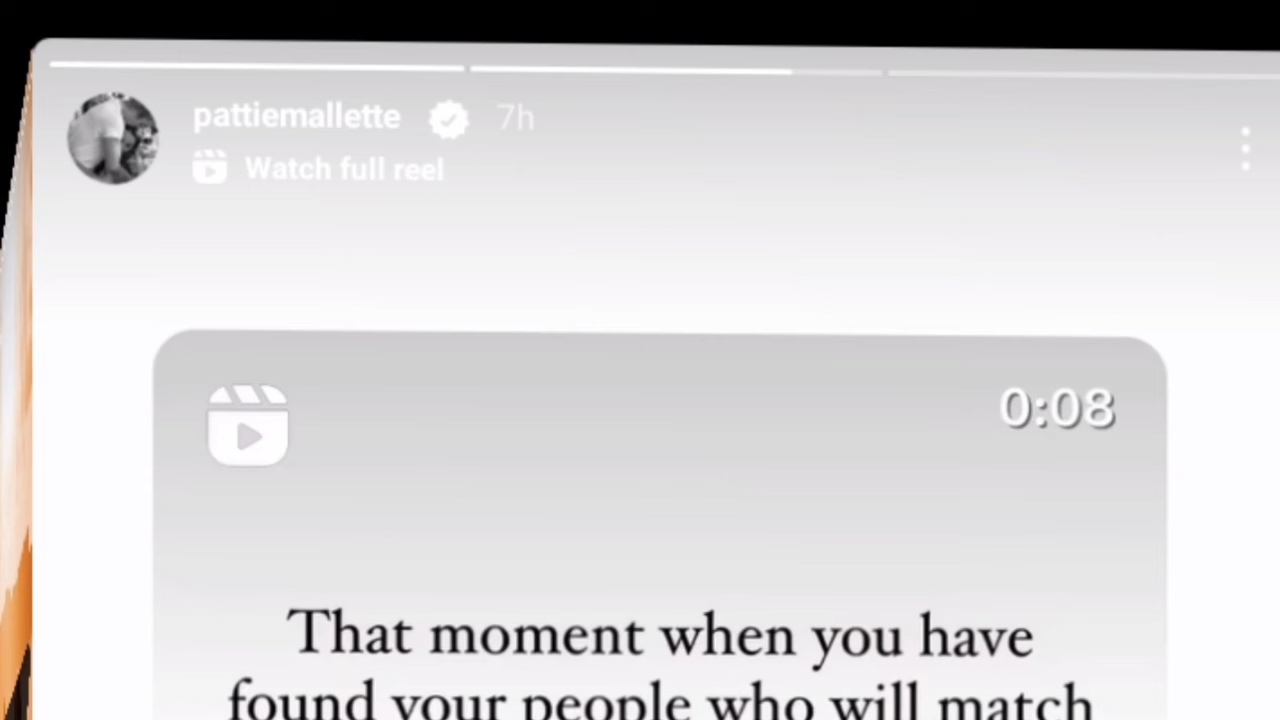 pattiemallette 7h
Watch full reel
0:08
That moment when you have
found your people who will match